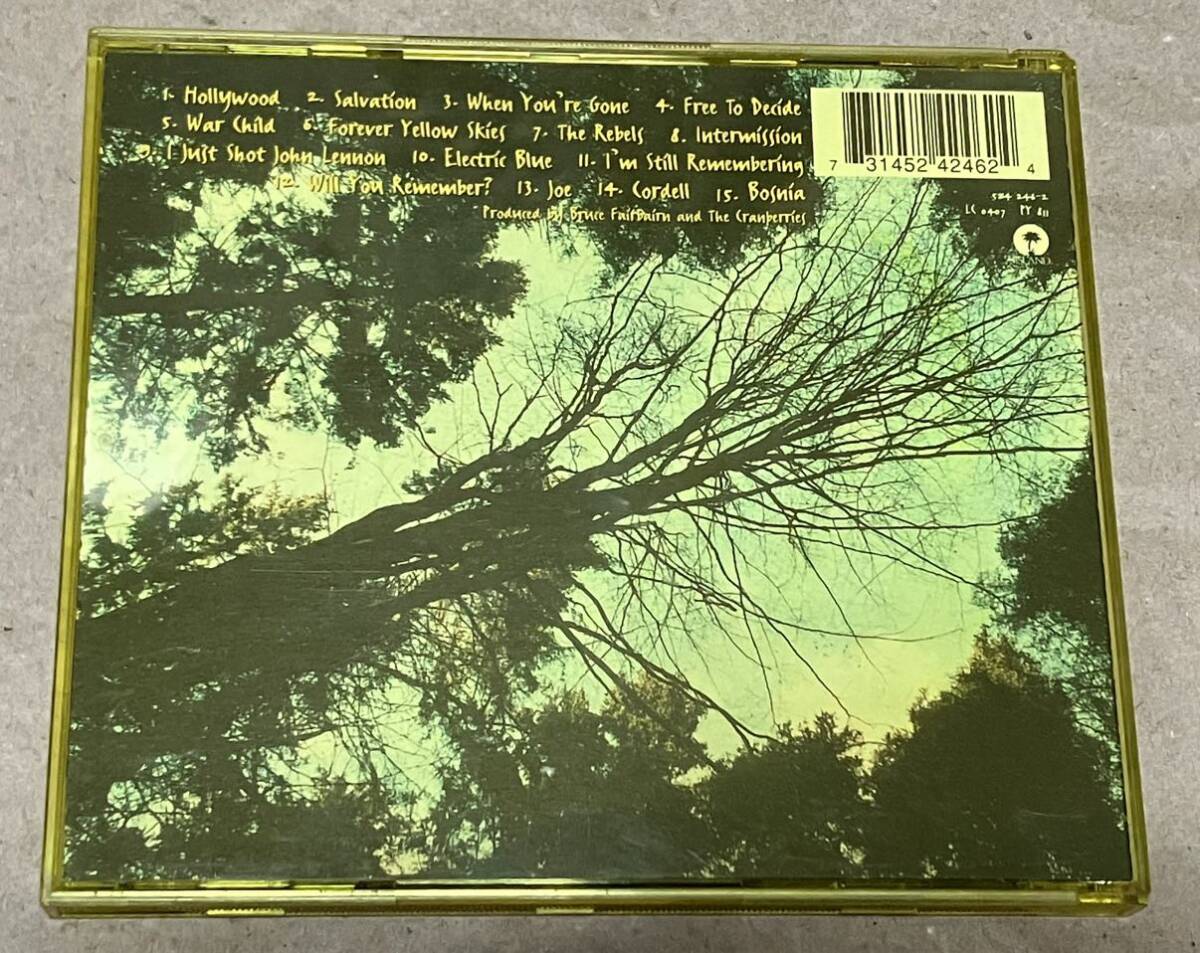 1. Hollywood 2. Salvation 3. When You're Gone 4. Free To Decide
5. War Child 6. Forever Yellow Skies 7. The Rebels 8. Intermission
9. I Just Shot John Lennon 10. Electric Blue 11. I'm Still Remembering
12. Will You Remember? 13. Joe 14. Cordell 15. Bosnia
Produced by Bruce Fairbairn and The Cranberries
7 31452 42462 4
LC 0407 PY 811
ISLAND